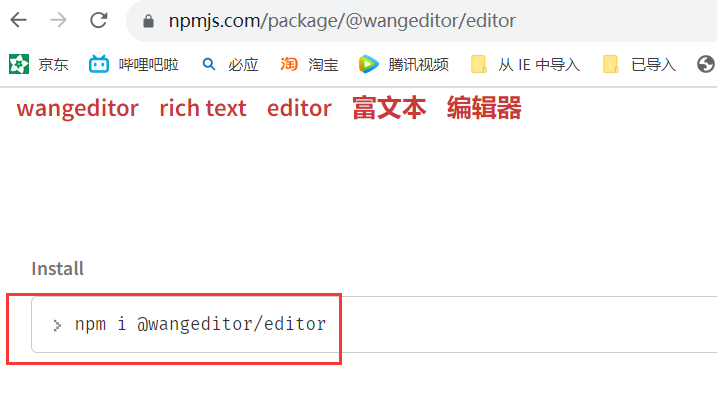 npmjs.com/package/@wangeditor/editor
京东 哔哩哔啦 必应 淘 淘宝 腾讯视频 从 IE 中导入 已导入
wangeditor rich text editor 富文本 编辑器
Install
> npm i @wangeditor/editor